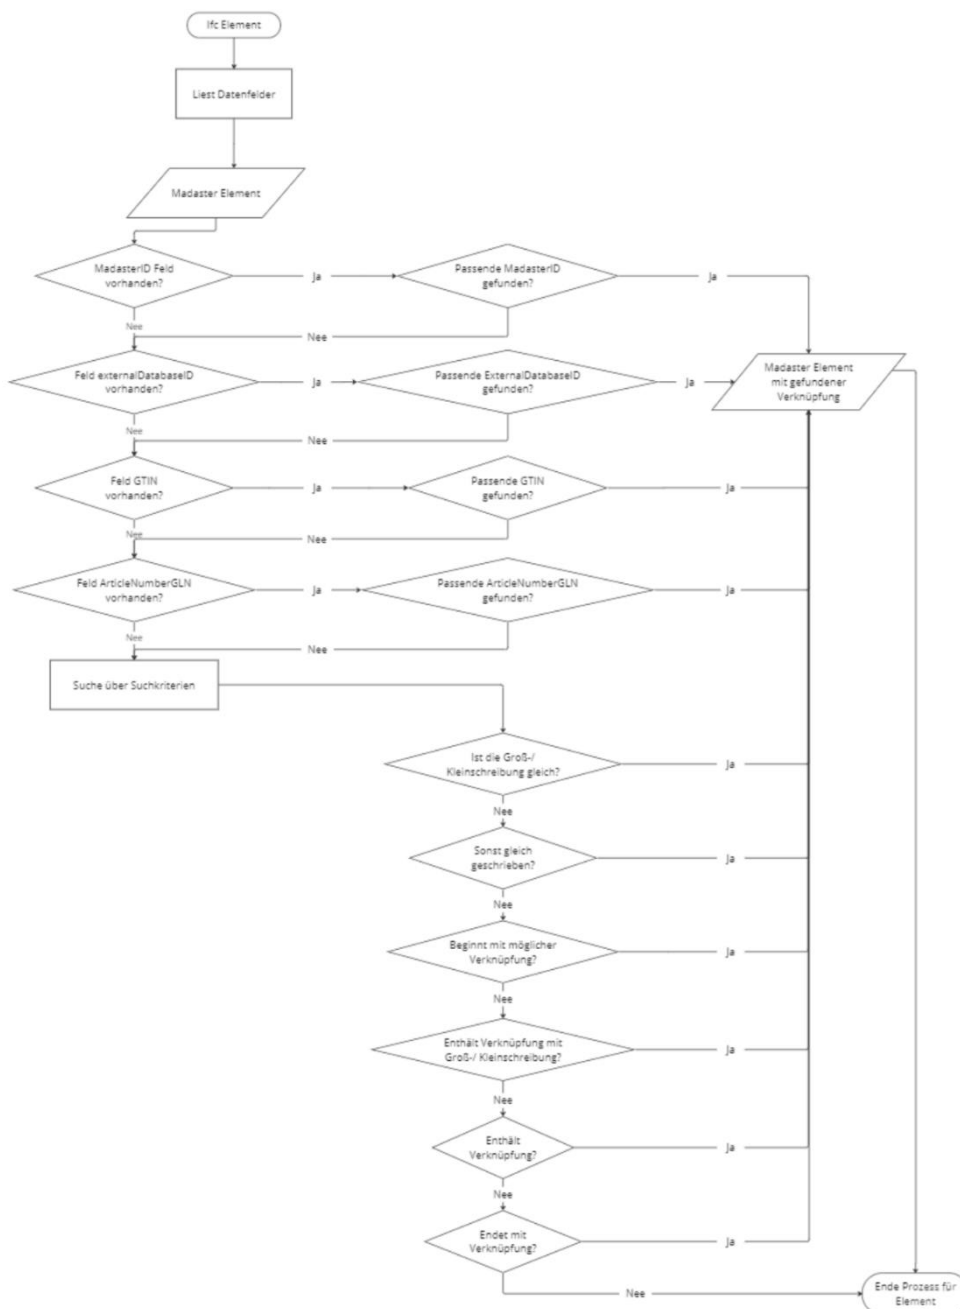 Ifc Element
Liest Datenfelder
Madaster Element
MadasterID Feld
vorhanden?
Ja
Passende MadasterID
gefunden?
Ja
Nee
Nee
Feld externalDatabaseID
vorhanden?
Ja
Passende ExternalDatabaseID
gefunden?
Ja
Madaster Element
mit gefundener
Verknüpfung
Nee
Nee
Feld GTIN
vorhanden?
Ja
Passende GTIN
gefunden?
Ja
Nee
Nee
Feld ArticleNumberGLN
vorhanden?
Ja
Passende ArticleNumberGLN
gefunden?
Ja
Nee
Nee
Suche über Suchkriterien
Ist die Groß-/
Kleinschreibung gleich?
Ja
Nee
Sonst gleich
geschrieben?
Ja
Nee
Beginnt mit möglicher
Verknüpfung?
Ja
Nee
Enthält Verknüpfung mit
Groß-/ Kleinschreibung?
Ja
Nee
Enthält
Verknüpfung?
Ja
Nee
Endet mit
Verknüpfung?
Ja
Nee
Ende Prozess für
Element